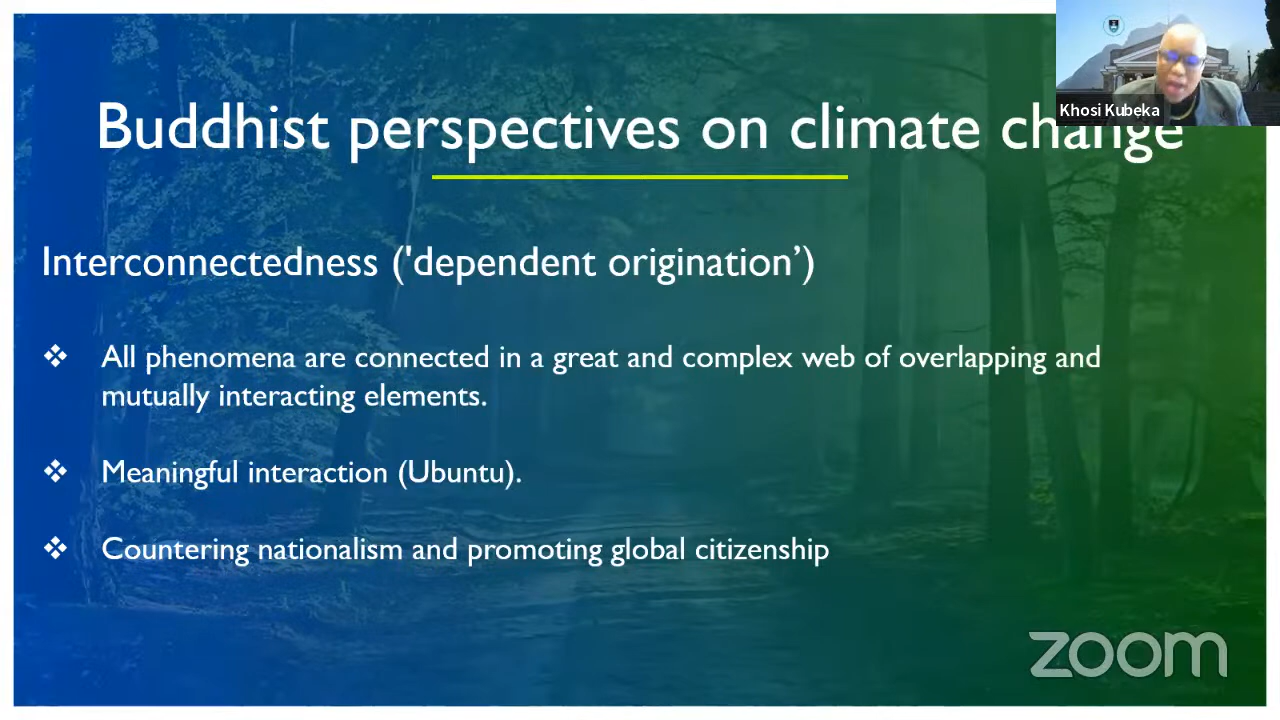 Khosi Kubeka
Buddhist perspectives on climate change
Interconnectedness ('dependent origination’)
❖ All phenomena are connected in a great and complex web of overlapping and
mutually interacting elements.
❖ Meaningful interaction (Ubuntu).
❖ Countering nationalism and promoting global citizenship
zoom